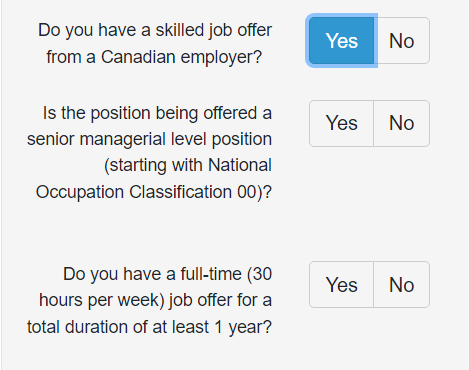 Do you have a skilled job offer
from a Canadian employer?
Yes No
Is the position being offered a
senior managerial level position
(starting with National
Occupation Classification 00)?
Yes No
Do you have a full-time (30
hours per week) job offer for a
total duration of at least 1 year?
Yes No